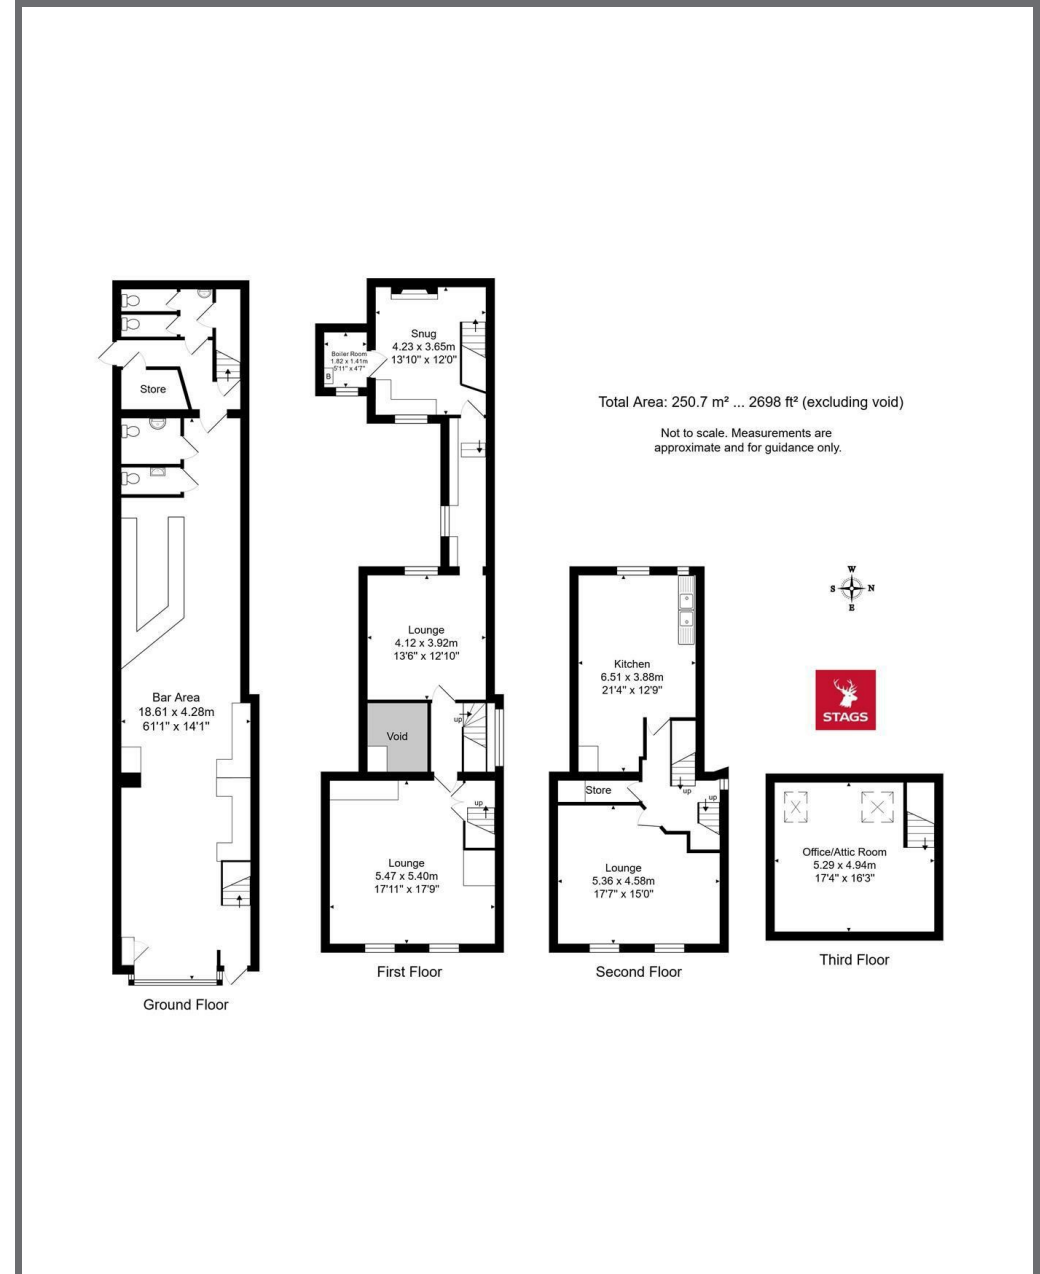 Store
Bar Area
18.61 x 4.28m
61'1" x 14'1"
Ground Floor
Snug
4.23 x 3.65m
13'10" x 12'0"
Boiler Room
1.82 x 1.41m
5'11" x 4'7"
B
Lounge
4.12 x 3.92m
13'6" x 12'10"
up
Void
up
Lounge
5.47 x 5.40m
17'11" x 17'9"
First Floor
Total Area: 250.7 m² ... 2698 ft² (excluding void)
Not to scale. Measurements are
approximate and for guidance only.
Kitchen
6.51 x 3.88m
21'4" x 12'9"
Store
up
up
Lounge
5.36 x 4.58m
17'7" x 15'0"
Second Floor
W
S N
E
STAGS
Office/Attic Room
5.29 x 4.94m
17'4" x 16'3"
Third Floor